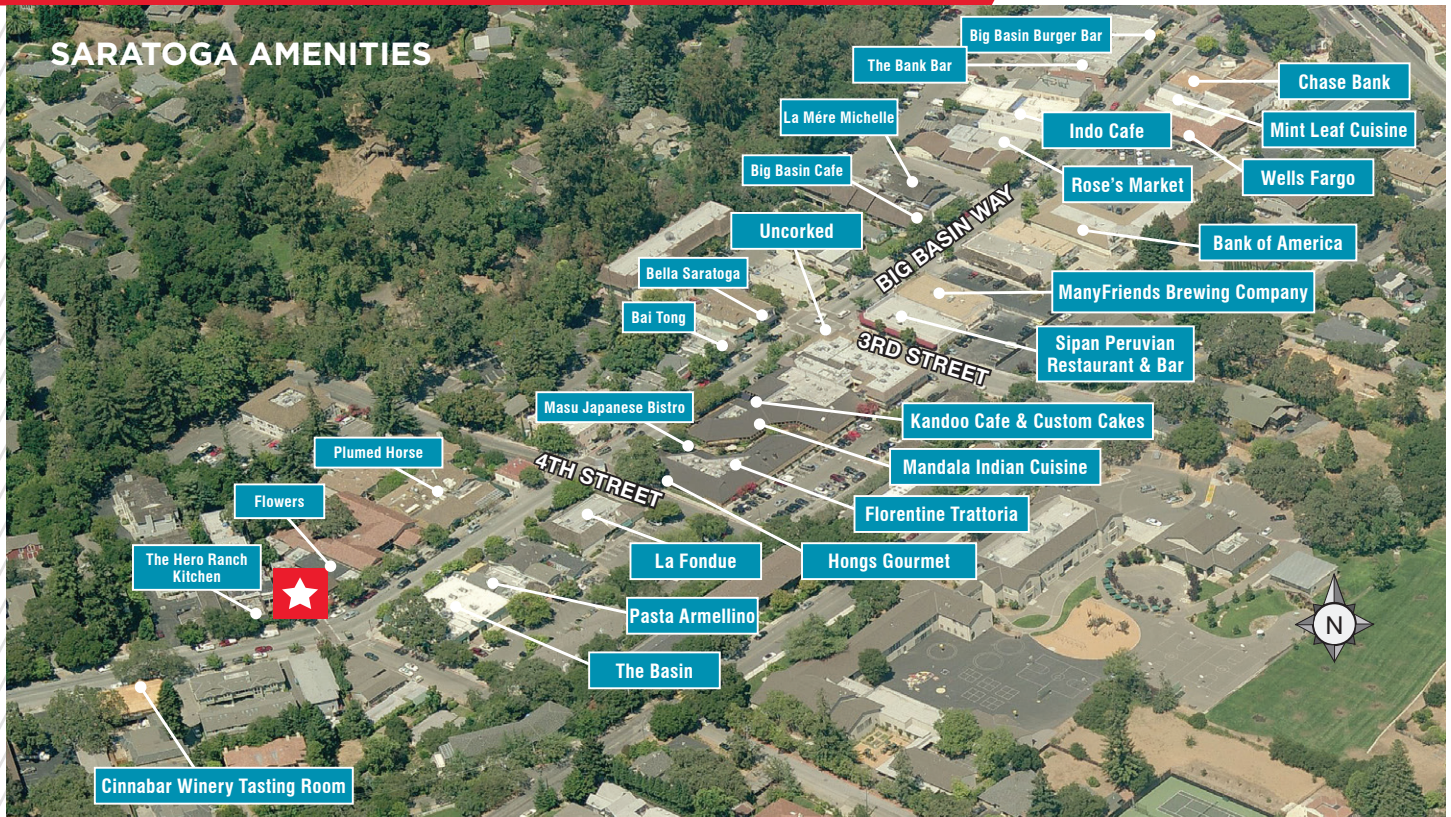 SARATOGA AMENITIES
Big Basin Burger Bar
The Bank Bar
Chase Bank
La Mére Michelle
Indo Cafe
Mint Leaf Cuisine
Big Basin Cafe
Rose's Market
Wells Fargo
BIG BASIN WAY
Uncorked
Bank of America
Bella Saratoga
ManyFriends Brewing Company
Bai Tong
3RD STREET
Sipan Peruvian
Restaurant & Bar
Masu Japanese Bistro
Kandoo Cafe & Custom Cakes
Plumed Horse
4TH STREET
Mandala Indian Cuisine
Flowers
Florentine Trattoria
The Hero Ranch
Kitchen
La Fondue
Hongs Gourmet
Pasta Armellino
N
The Basin
Cinnabar Winery Tasting Room